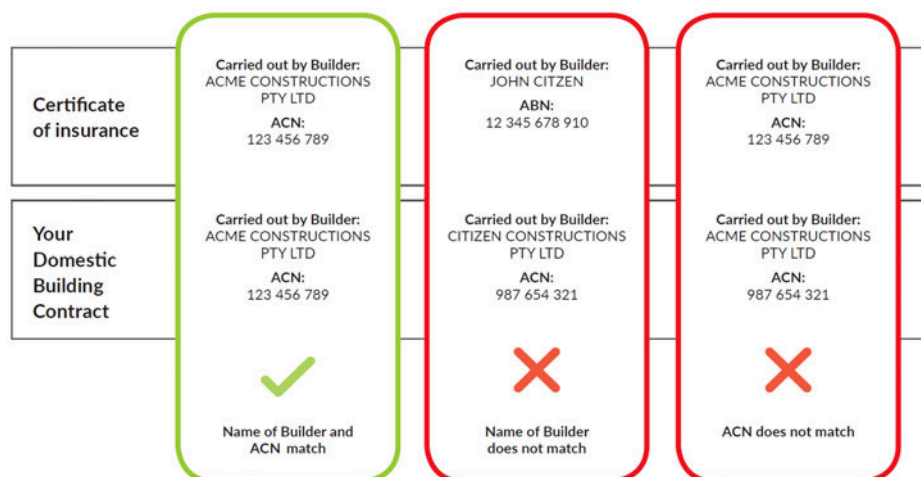 Certificate
of insurance
Carried out by Builder:
ACME CONSTRUCTIONS
PTY LTD
ACN:
123 456 789
Carried out by Builder:
JOHN CITZEN
ABN:
12 345 678 910
Carried out by Builder:
ACME CONSTRUCTIONS
PTY LTD
ACN:
123 456 789
Your
Domestic
Building
Contract
Carried out by Builder:
ACME CONSTRUCTIONS
PTY LTD
ACN:
123 456 789
Carried out by Builder:
CITIZEN CONSTRUCTIONS
PTY LTD
ACN:
987 654 321
Carried out by Builder:
ACME CONSTRUCTIONS
PTY LTD
ACN:
987 654 321
Name of Builder and
ACN match
Name of Builder
does not match
ACN does not match